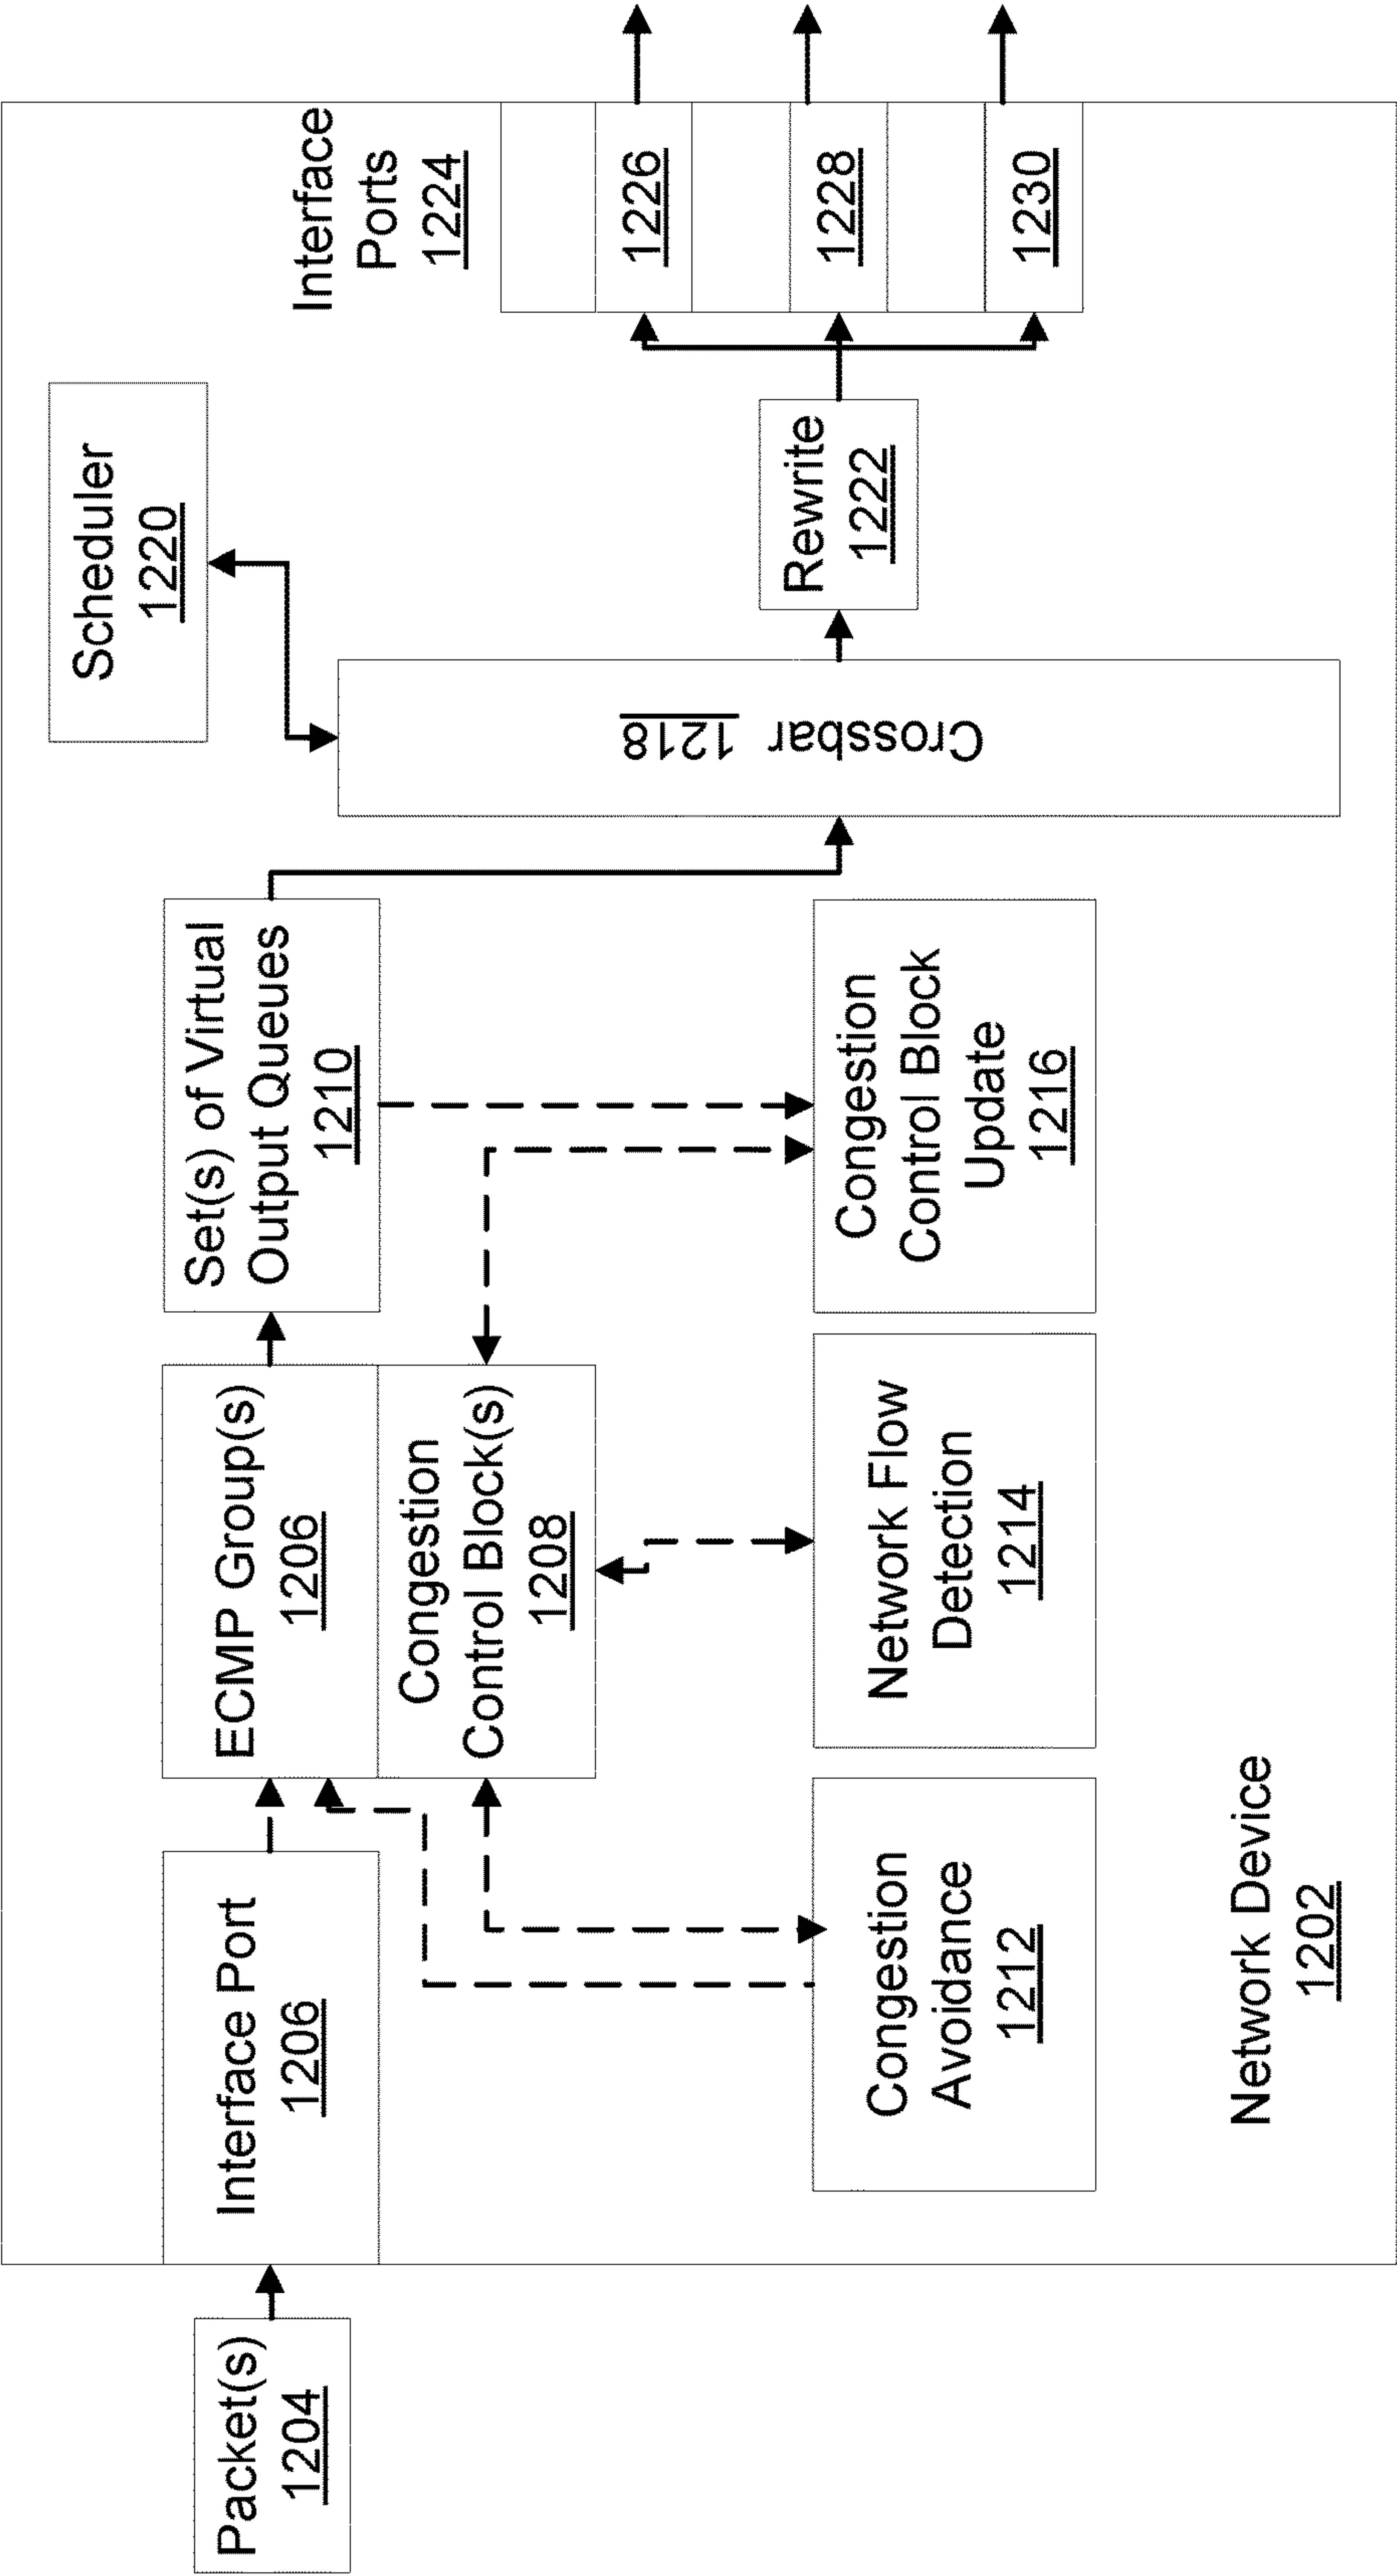 Packet(s)
1204
Interface Port
1206
ECMP Group(s)
1206
Congestion
Control Block(s)
1208
Set(s) of Virtual
Output Queues
1210
Congestion
Avoidance
1212
Network Flow
Detection
1214
Congestion
Control Block
Update
1216
Crossbar 1218
Scheduler
1220
Rewrite
1222
Interface
Ports
1224
1226
1228
1230
Network Device
1202